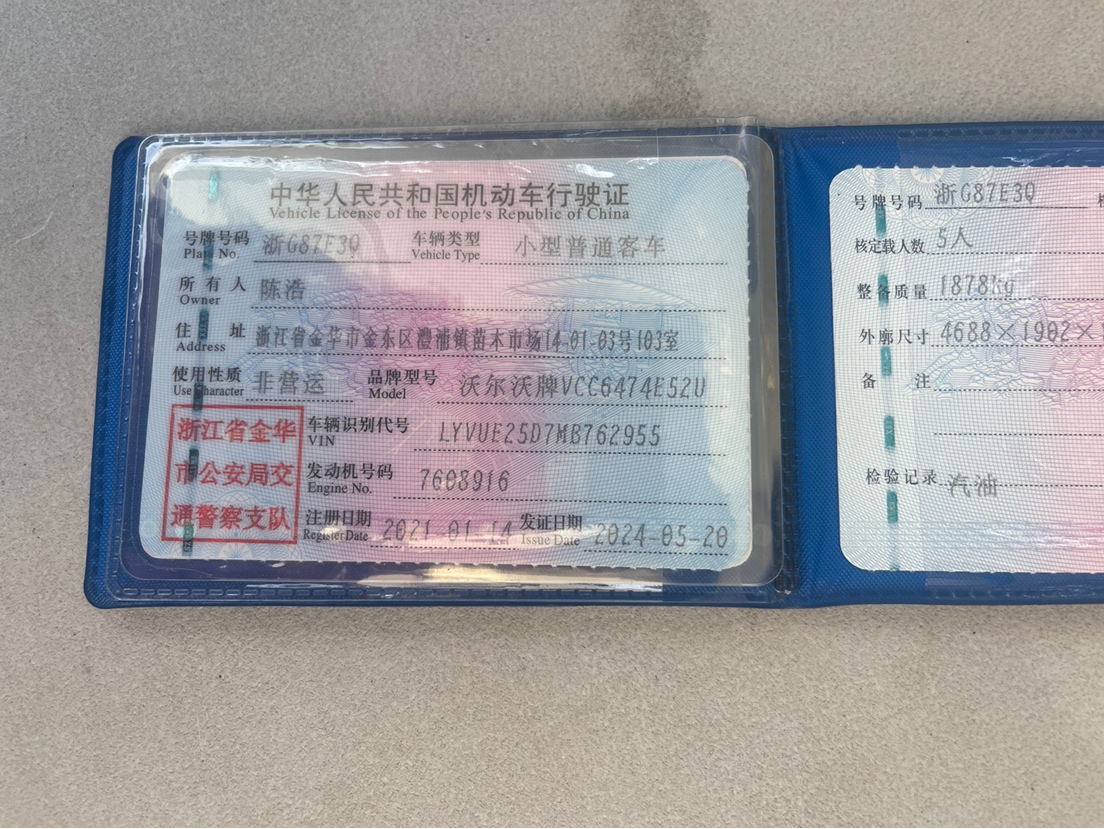 中华人民共和国机动车行驶证
Vehicle License of the People's Republic of China
号牌号码 浙G87E3Q 车辆类型 小型普通客车
Plate No. Vehicle Type
所有人 陈浩
Owner
住址 浙江省金华市金东区澧浦镇苗木市场14-01-03号103室
Address
使用性质 非营运 品牌型号 沃尔沃牌VCC6474E52U
Use Character Model
浙江省金华
市公安局交
通警察支队
车辆识别代号 LYVUE25D7MB762955
VIN
发动机号码 7608916
Engine No.
注册日期 2021-01-14 发证日期 2024-05-20
Register Date Issue Date
号牌号码 浙G87E3Q
核定载人数 5人
整备质量 1878kg
外廓尺寸 4688×1902×
备注
检验记录 汽油